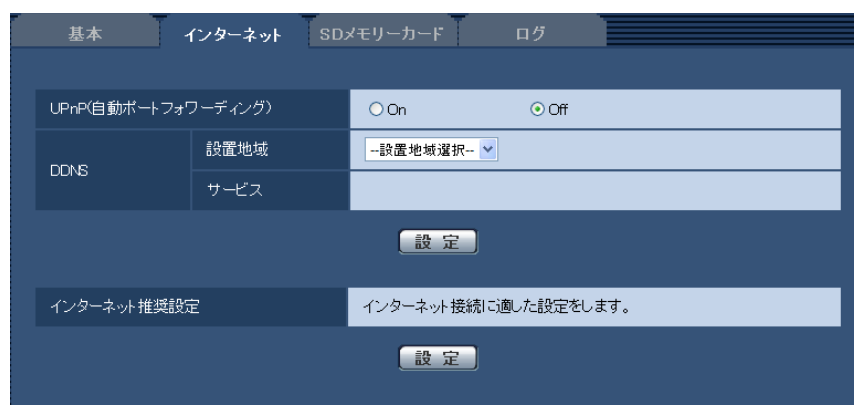 基本 インターネット SDメモリーカード ログ
UPnP(自動ポートフォワーディング) On Off
DDNS
設置地域 --設置地域選択--
サービス
設 定
インターネット推奨設定 インターネット接続に適した設定をします。
設 定